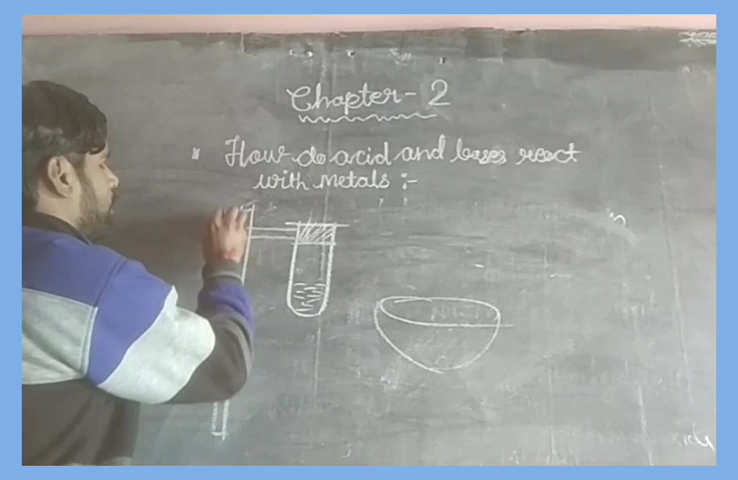 Chapter - 2
How do acid and bases react
with metals :-